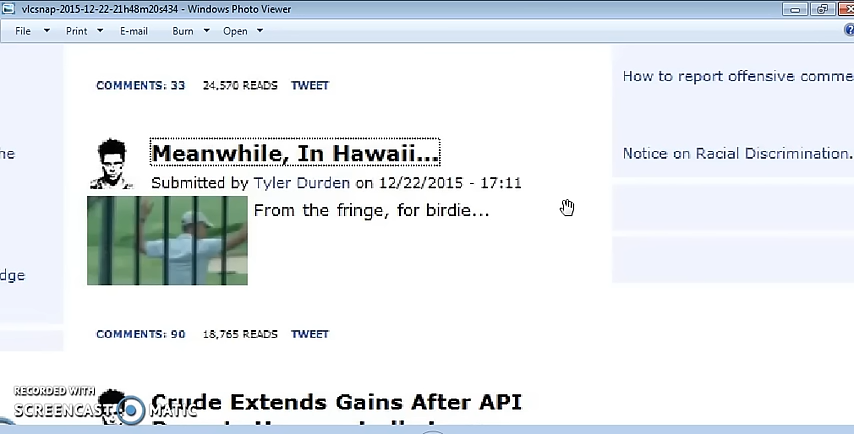 vlcsnap-2015-12-22-21h48m20s434 - Windows Photo Viewer
File Print E-mail Burn Open
COMMENTS: 33 24,570 READS TWEET
How to report offensive comme
he
Meanwhile, In Hawaii...
Notice on Racial Discrimination.
Submitted by Tyler Durden on 12/22/2015 - 17:11
From the fringe, for birdie...
dge
COMMENTS: 90 18,765 READS TWEET
RECORDED WITH
SCREENCAST MATIC
Crude Extends Gains After API